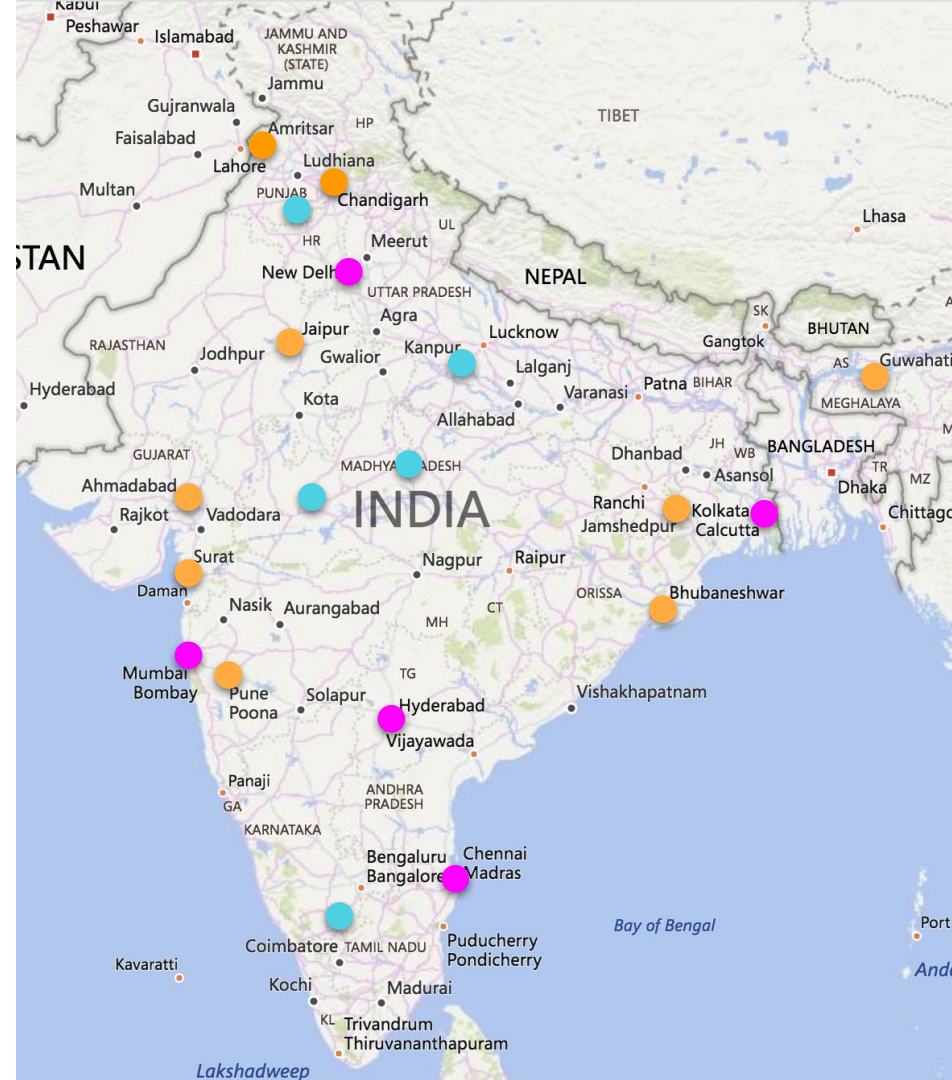 Kabul
Peshawar
Islamabad
JAMMU AND
KASHMIR
(STATE)
Jammu
Gujranwala
TIBET
Amritsar
HP
Faisalabad
Lahore
Ludhiana
Multan
PUNJAB
Chandigarh
Lhasa
UL
HR
Meerut
STAN
New Delh
NEPAL
UTTAR PRADESH
SK
Agra
Jaipur
Lucknow
BHUTAN
RAJASTHAN
Gangtok
Kanpur
Jodhpur
Gwalior
AS
Guwahati
Lalganj
Patna
BIHAR
Hyderabad
Varanasi
Kota
MEGHALAYA
Allahabad
JH
BANGLADESH
GUJARAT
Dhanbad
WB
MADHYA
ADESH
TR
Asansol
MZ
Ahmadabad
Dhaka
INDIA
Ranchi
Kolkata
Calcutta
Rajkot
Vadodara
Jamshedpur
Chittago
Surat
Nagpur
Raipur
Daman
ORISSA
Bhubaneshwar
Nasik
Aurangabad
CT
MH
Mumbai
Bombay
TG
Pune
Poona
Solapur
Vishakhapatnam
Hyderabad
Vijayawada
Panaji
GA
ANDHRA
PRADESH
KARNATAKA
Bengaluru
Bangalore
Chennai
Madras
Bay of Bengal
Port
Coimbatore
TAMIL NADU
Puducherry
Pondicherry
Kavaratti
Anda
Kochi
Madurai
KL
Trivandrum
Thiruvananthapuram
Lakshadweep